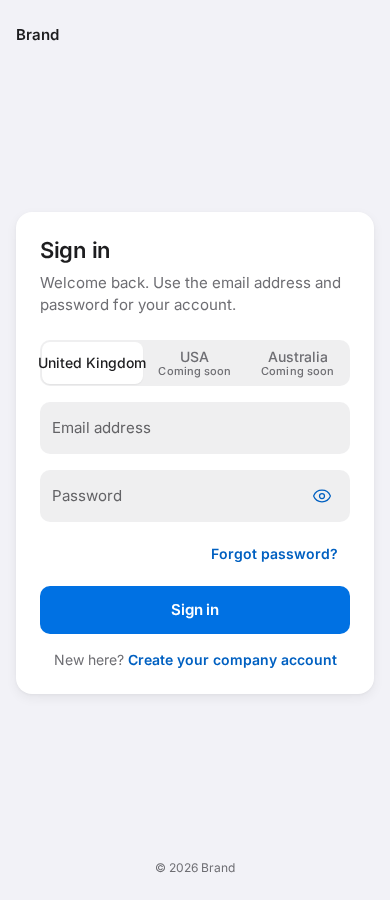 Brand
Sign in
Welcome back. Use the email address and
password for your account.
United Kingdom
USA
Coming soon
Australia
Coming soon
Email address
Password
Forgot password?
Sign in
New here? Create your company account
© 2026 Brand